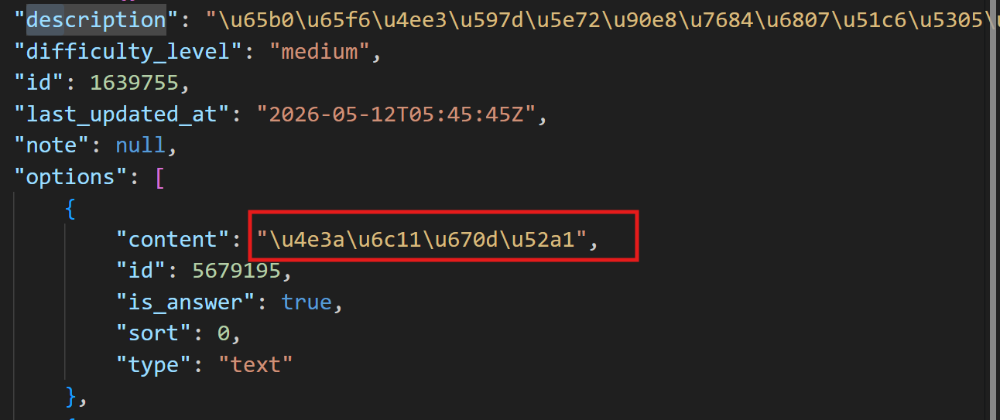 "description": "\u65b0\u65f6\u4ee3\u597d\u5e72\u90e8\u7684\u6807\u51c6\u5305\
"difficulty_level": "medium",
"id": 1639755,
"last_updated_at": "2026-05-12T05:45:45Z",
"note": null,
"options": [
{
"content": "\u4e3a\u6c11\u670d\u52a1",
"id": 5679195,
"is_answer": true,
"sort": 0,
"type": "text"
},